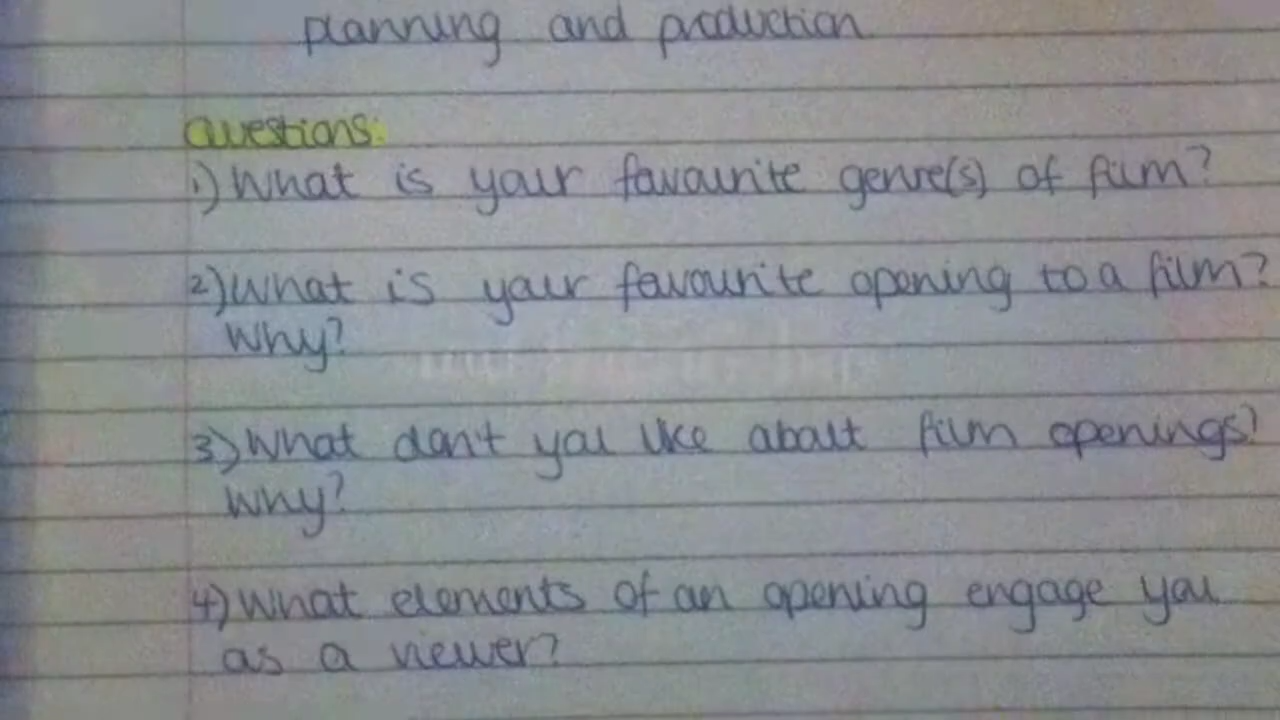 planning and production
Questions:
1) What is your favourite genre(s) of film?
2) What is your favourite opening to a film?
Why?
3) What don't you like about film openings?
Why?
4) What elements of an opening engage you
as a viewer?